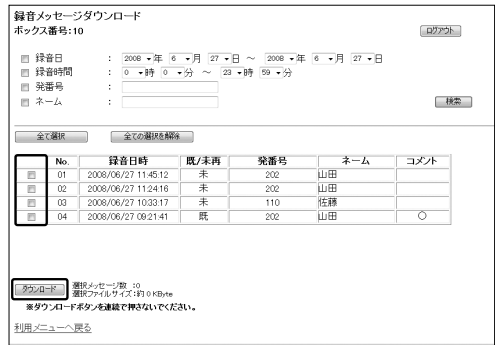 録音メッセージダウンロード
ボックス番号:10
ログアウト
録音日 : 2008 年 6 月 27 日 ～ 2008 年 6 月 27 日
録音時間 : 0 時 0 分 ～ 23 時 59 分
発番号 :
ネーム :
検索
全て選択 全ての選択を解除
No. 録音日時 既/未再 発番号 ネーム コメント
01 2008/06/27 11:45:12 未 202 山田
02 2008/06/27 11:24:16 未 202 山田
03 2008/06/27 10:33:17 未 110 佐藤
04 2008/06/27 09:21:41 既 202 山田 ○
ダウンロード
選択メッセージ数 :0
選択ファイルサイズ:約 0 KByte
※ダウンロードボタンを連続で押さないでください。
利用メニューへ戻る